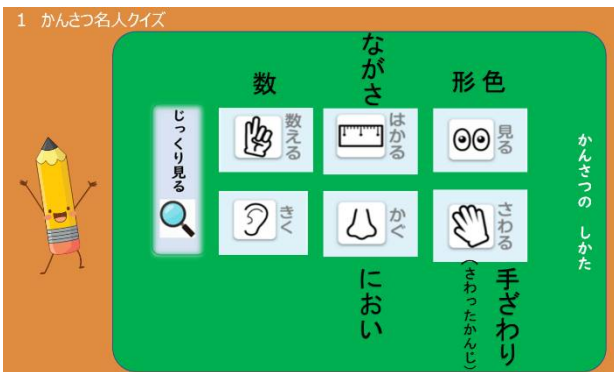 1 かんさつ名人クイズ
かんさつの しかた
形 色
見る
さわる
手ざわり
(さわったかんじ)
ながさ
はかる
かぐ
におい
数
数える
きく
じっくり見る